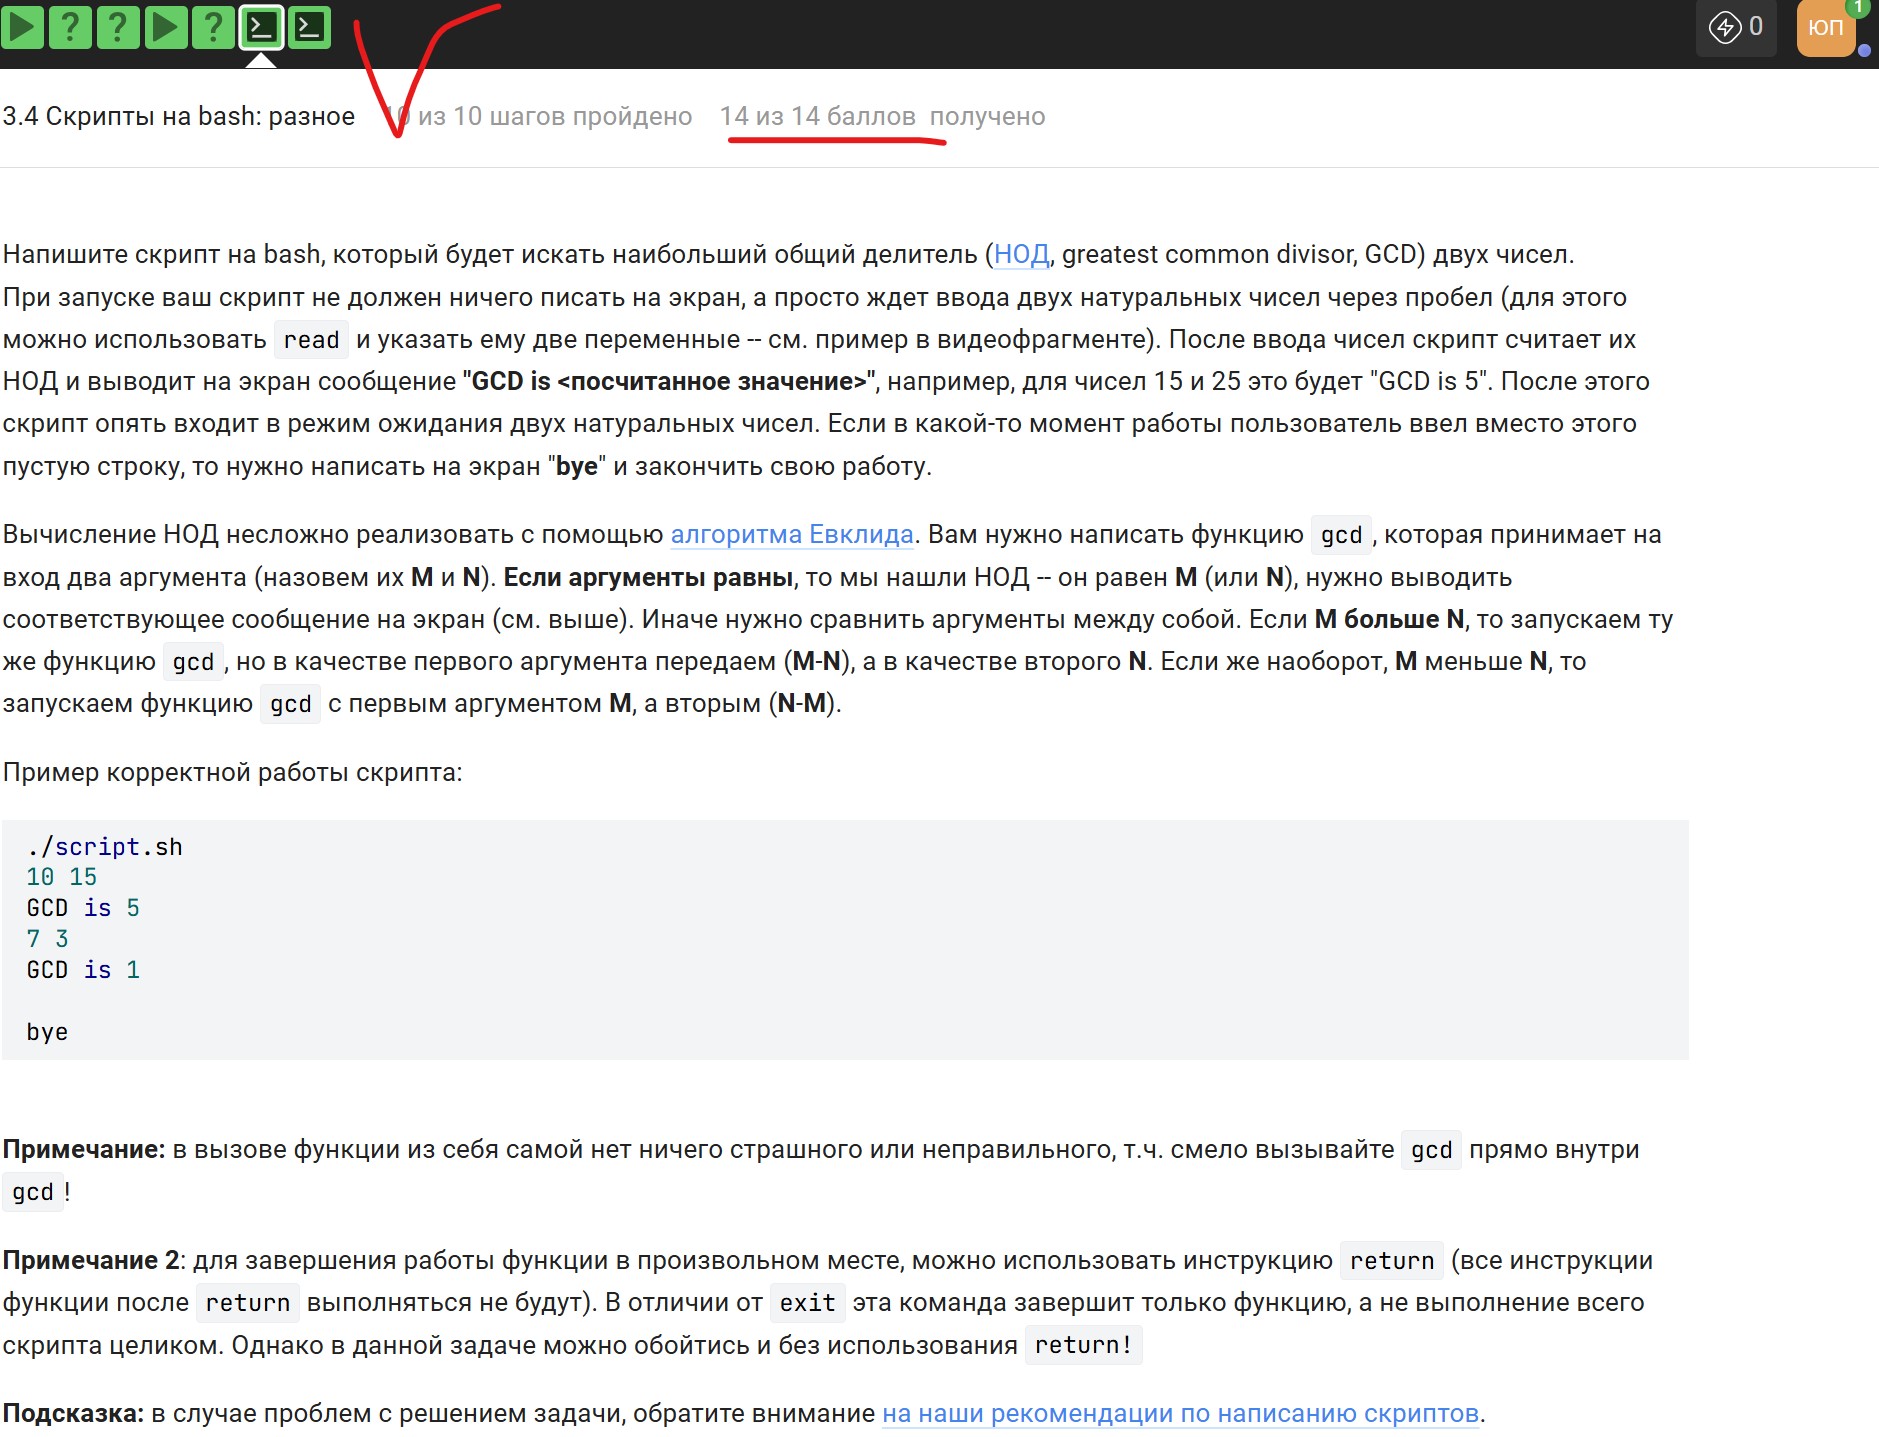 ? ? ? 0 ЮП 1
3.4 Скрипты на bash: разное 10 из 10 шагов пройдено 14 из 14 баллов получено
Напишите скрипт на bash, который будет искать наибольший общий делитель (НОД, greatest common divisor, GCD) двух чисел.
При запуске ваш скрипт не должен ничего писать на экран, а просто ждет ввода двух натуральных чисел через пробел (для этого
можно использовать read и указать ему две переменные -- см. пример в видеофрагменте). После ввода чисел скрипт считает их
НОД и выводит на экран сообщение "GCD is <посчитанное значение>", например, для чисел 15 и 25 это будет "GCD is 5". После этого
скрипт опять входит в режим ожидания двух натуральных чисел. Если в какой-то момент работы пользователь ввел вместо этого
пустую строку, то нужно написать на экран "bye" и закончить свою работу.
Вычисление НОД несложно реализовать с помощью алгоритма Евклида. Вам нужно написать функцию gcd, которая принимает на
вход два аргумента (назовем их M и N). Если аргументы равны, то мы нашли НОД -- он равен M (или N), нужно выводить
соответствующее сообщение на экран (см. выше). Иначе нужно сравнить аргументы между собой. Если M больше N, то запускаем ту
же функцию gcd, но в качестве первого аргумента передаем (M-N), а в качестве второго N. Если же наоборот, M меньше N, то
запускаем функцию gcd с первым аргументом M, а вторым (N-M).
Пример корректной работы скрипта:
./script.sh
10 15
GCD is 5
7 3
GCD is 1
bye
Примечание: в вызове функции из себя самой нет ничего страшного или неправильного, т.ч. смело вызывайте gcd прямо внутри
gcd!
Примечание 2: для завершения работы функции в произвольном месте, можно использовать инструкцию return (все инструкции
функции после return выполняться не будут). В отличии от exit эта команда завершит только функцию, а не выполнение всего
скрипта целиком. Однако в данной задаче можно обойтись и без использования return!
Подсказка: в случае проблем с решением задачи, обратите внимание на наши рекомендации по написанию скриптов.